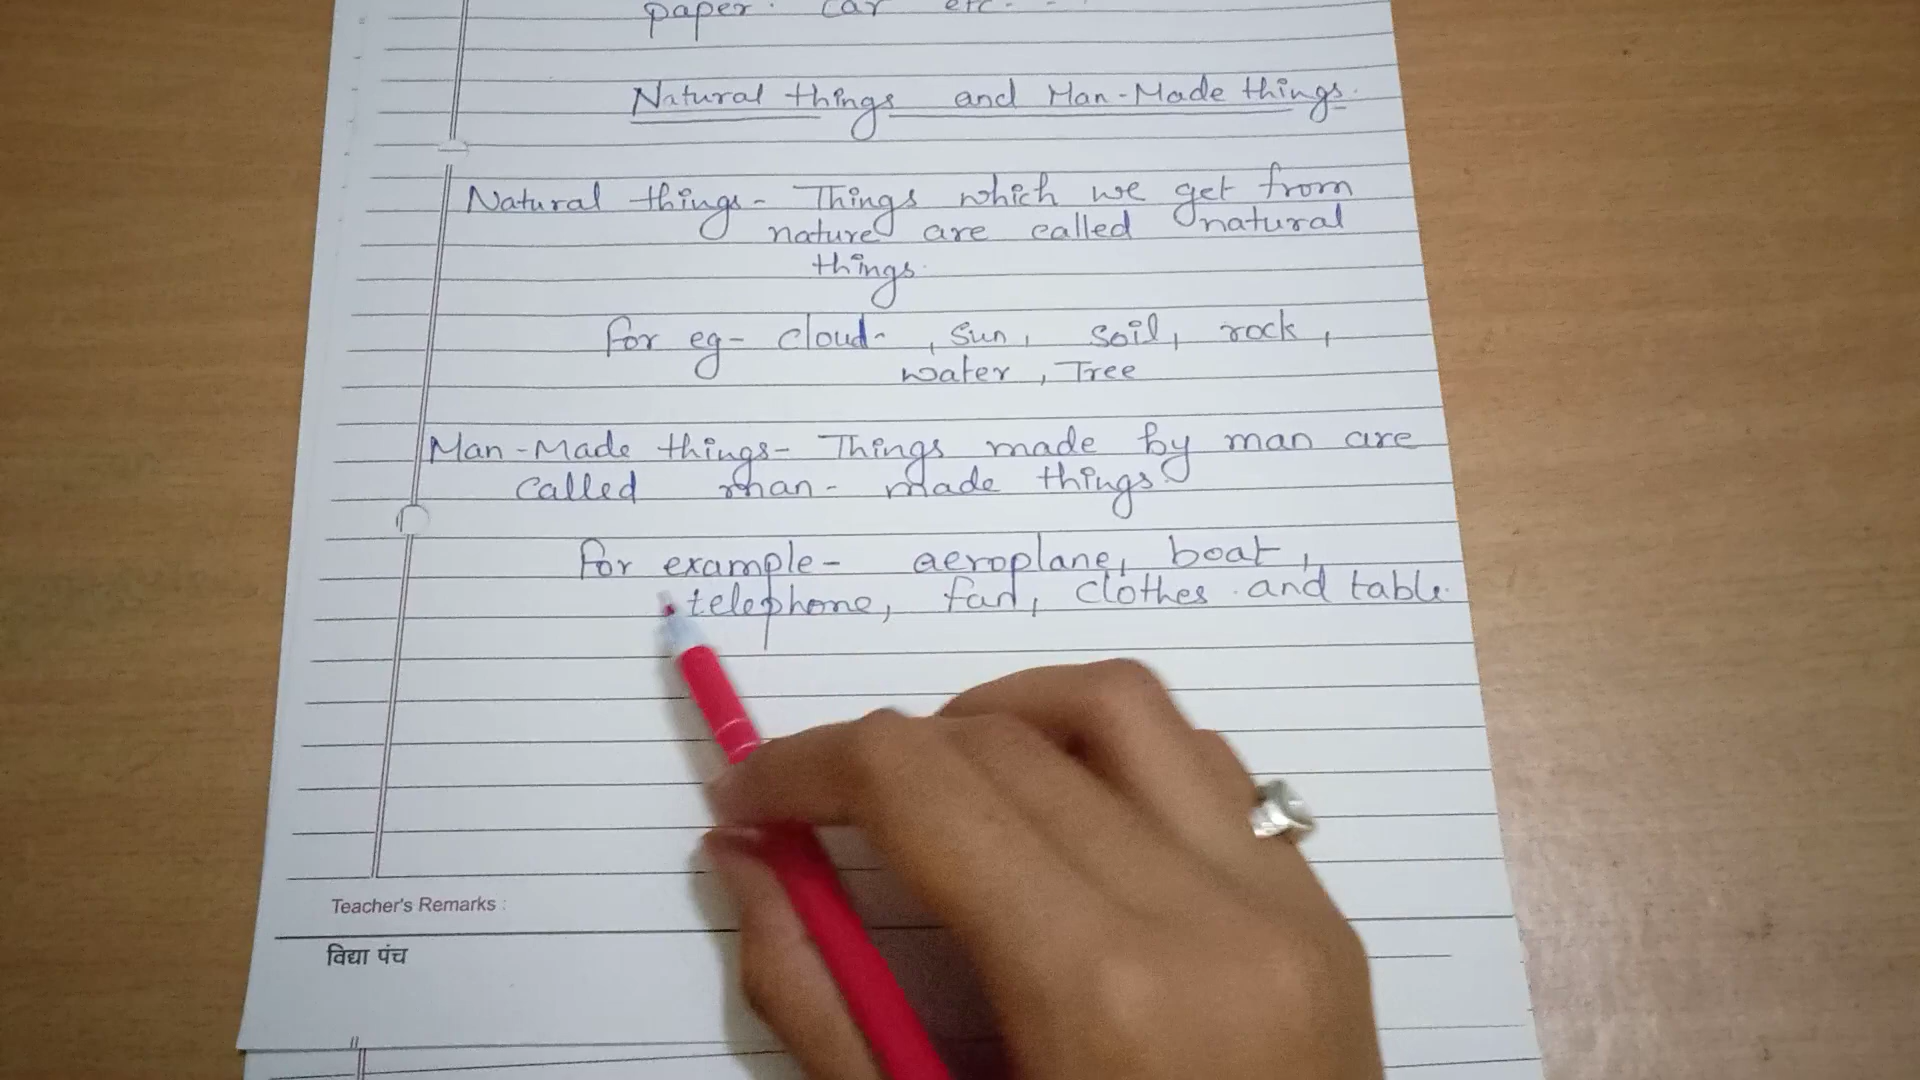 paper. car etc.
Natural things and Man-Made things.
Natural things- Things which we get from
nature are called natural
things.
For eg- cloud- , sun, soil, rock,
water, Tree
Man-Made things- Things made by man are
called man- made things
For example- aeroplane, boat,
telephone, fan, clothes and table.
Teacher's Remarks :
विद्या पंच